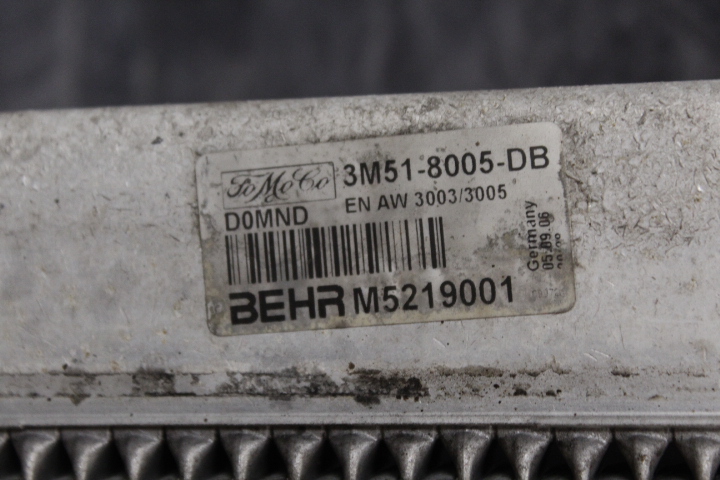 FoMoCo 3M51-8005-DB
D0MND EN AW 3003/3005
BEHR M5219001
Germany
05.09.06